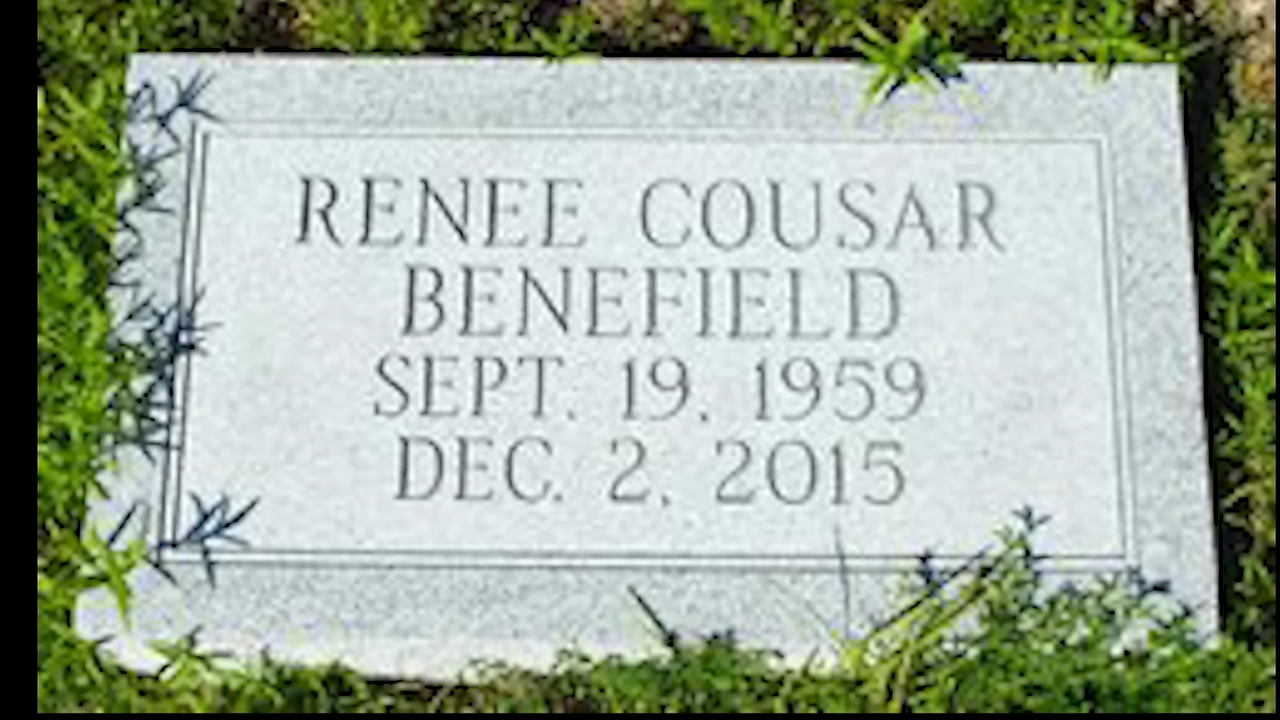 RENEE COUSAR
BENEFIELD
SEPT. 19, 1959
DEC. 2, 2015